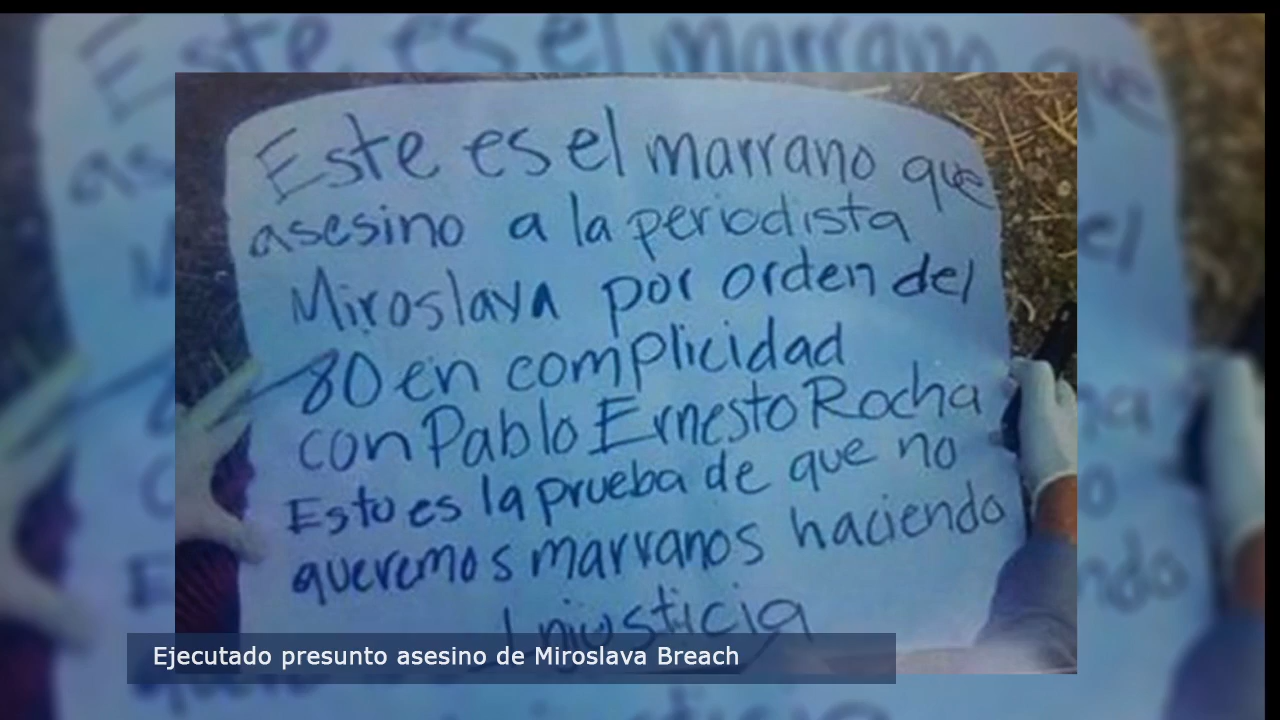 Este es el marrano que
asesino a la periodista
Miroslava por orden del
80 en complicidad
con Pablo Ernesto Rocha
Esto es la prueba de que no
queremos marranos haciendo
Injusticia
Ejecutado presunto asesino de Miroslava Breach